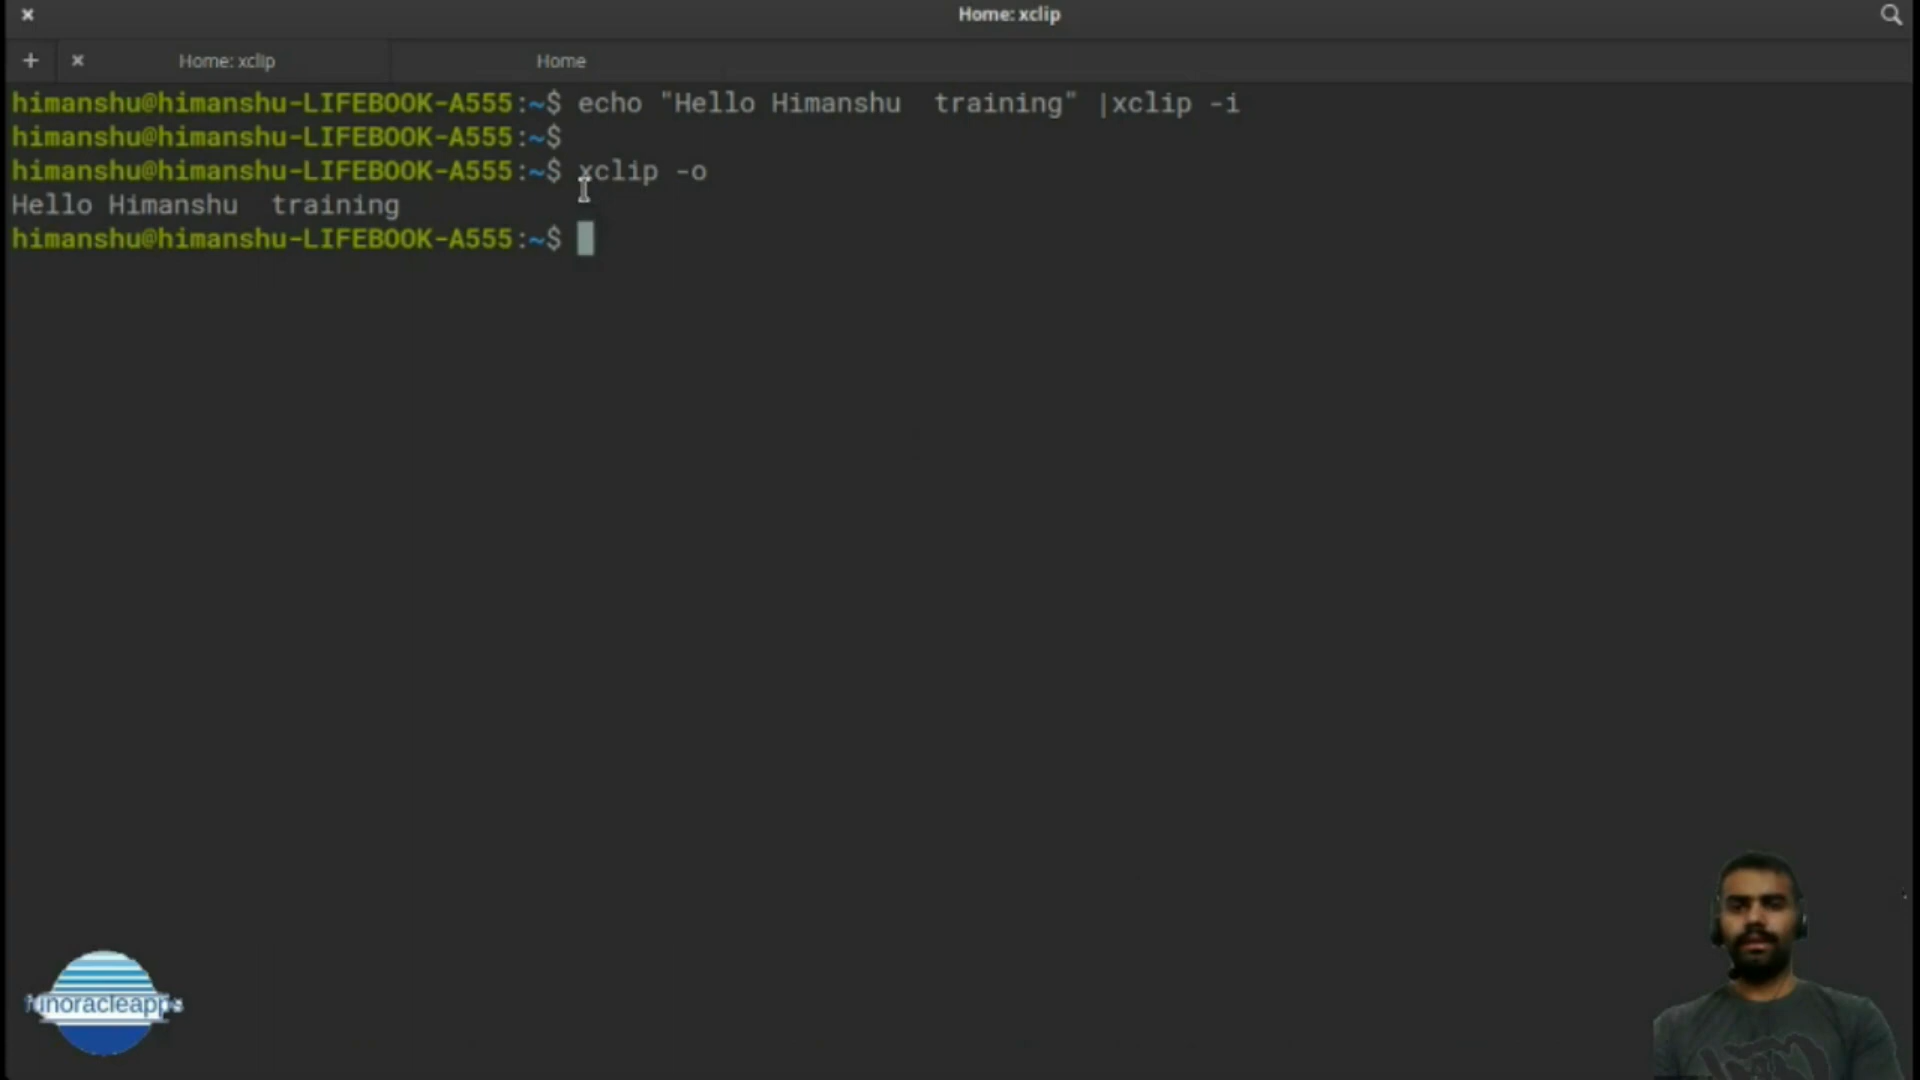 Home: xclip
Home: xclip
Home
himanshu@himanshu-LIFEBOOK-A555:~$ echo "Hello Himanshu  training" |xclip -i
himanshu@himanshu-LIFEBOOK-A555:~$
himanshu@himanshu-LIFEBOOK-A555:~$ xclip -o
Hello Himanshu  training
himanshu@himanshu-LIFEBOOK-A555:~$
funoracleapps